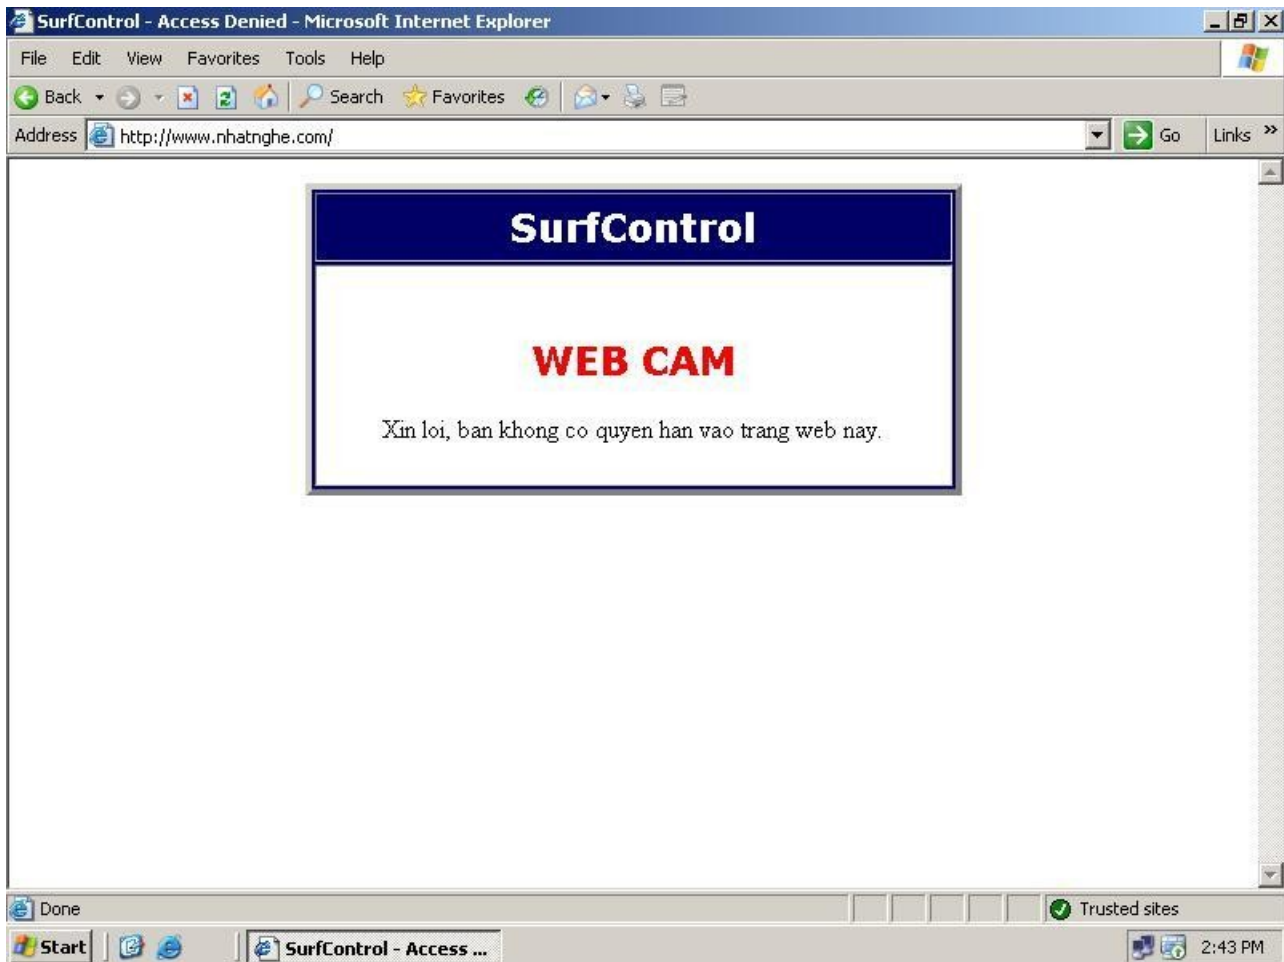 SurfControl - Access Denied - Microsoft Internet Explorer
File Edit View Favorites Tools Help
Back Search Favorites
Address http://www.nhatnghe.com/ Go Links »
SurfControl
WEB CAM
Xin loi, ban khong co quyen han vao trang web nay.
Done Trusted sites
Start SurfControl - Access ... 2:43 PM